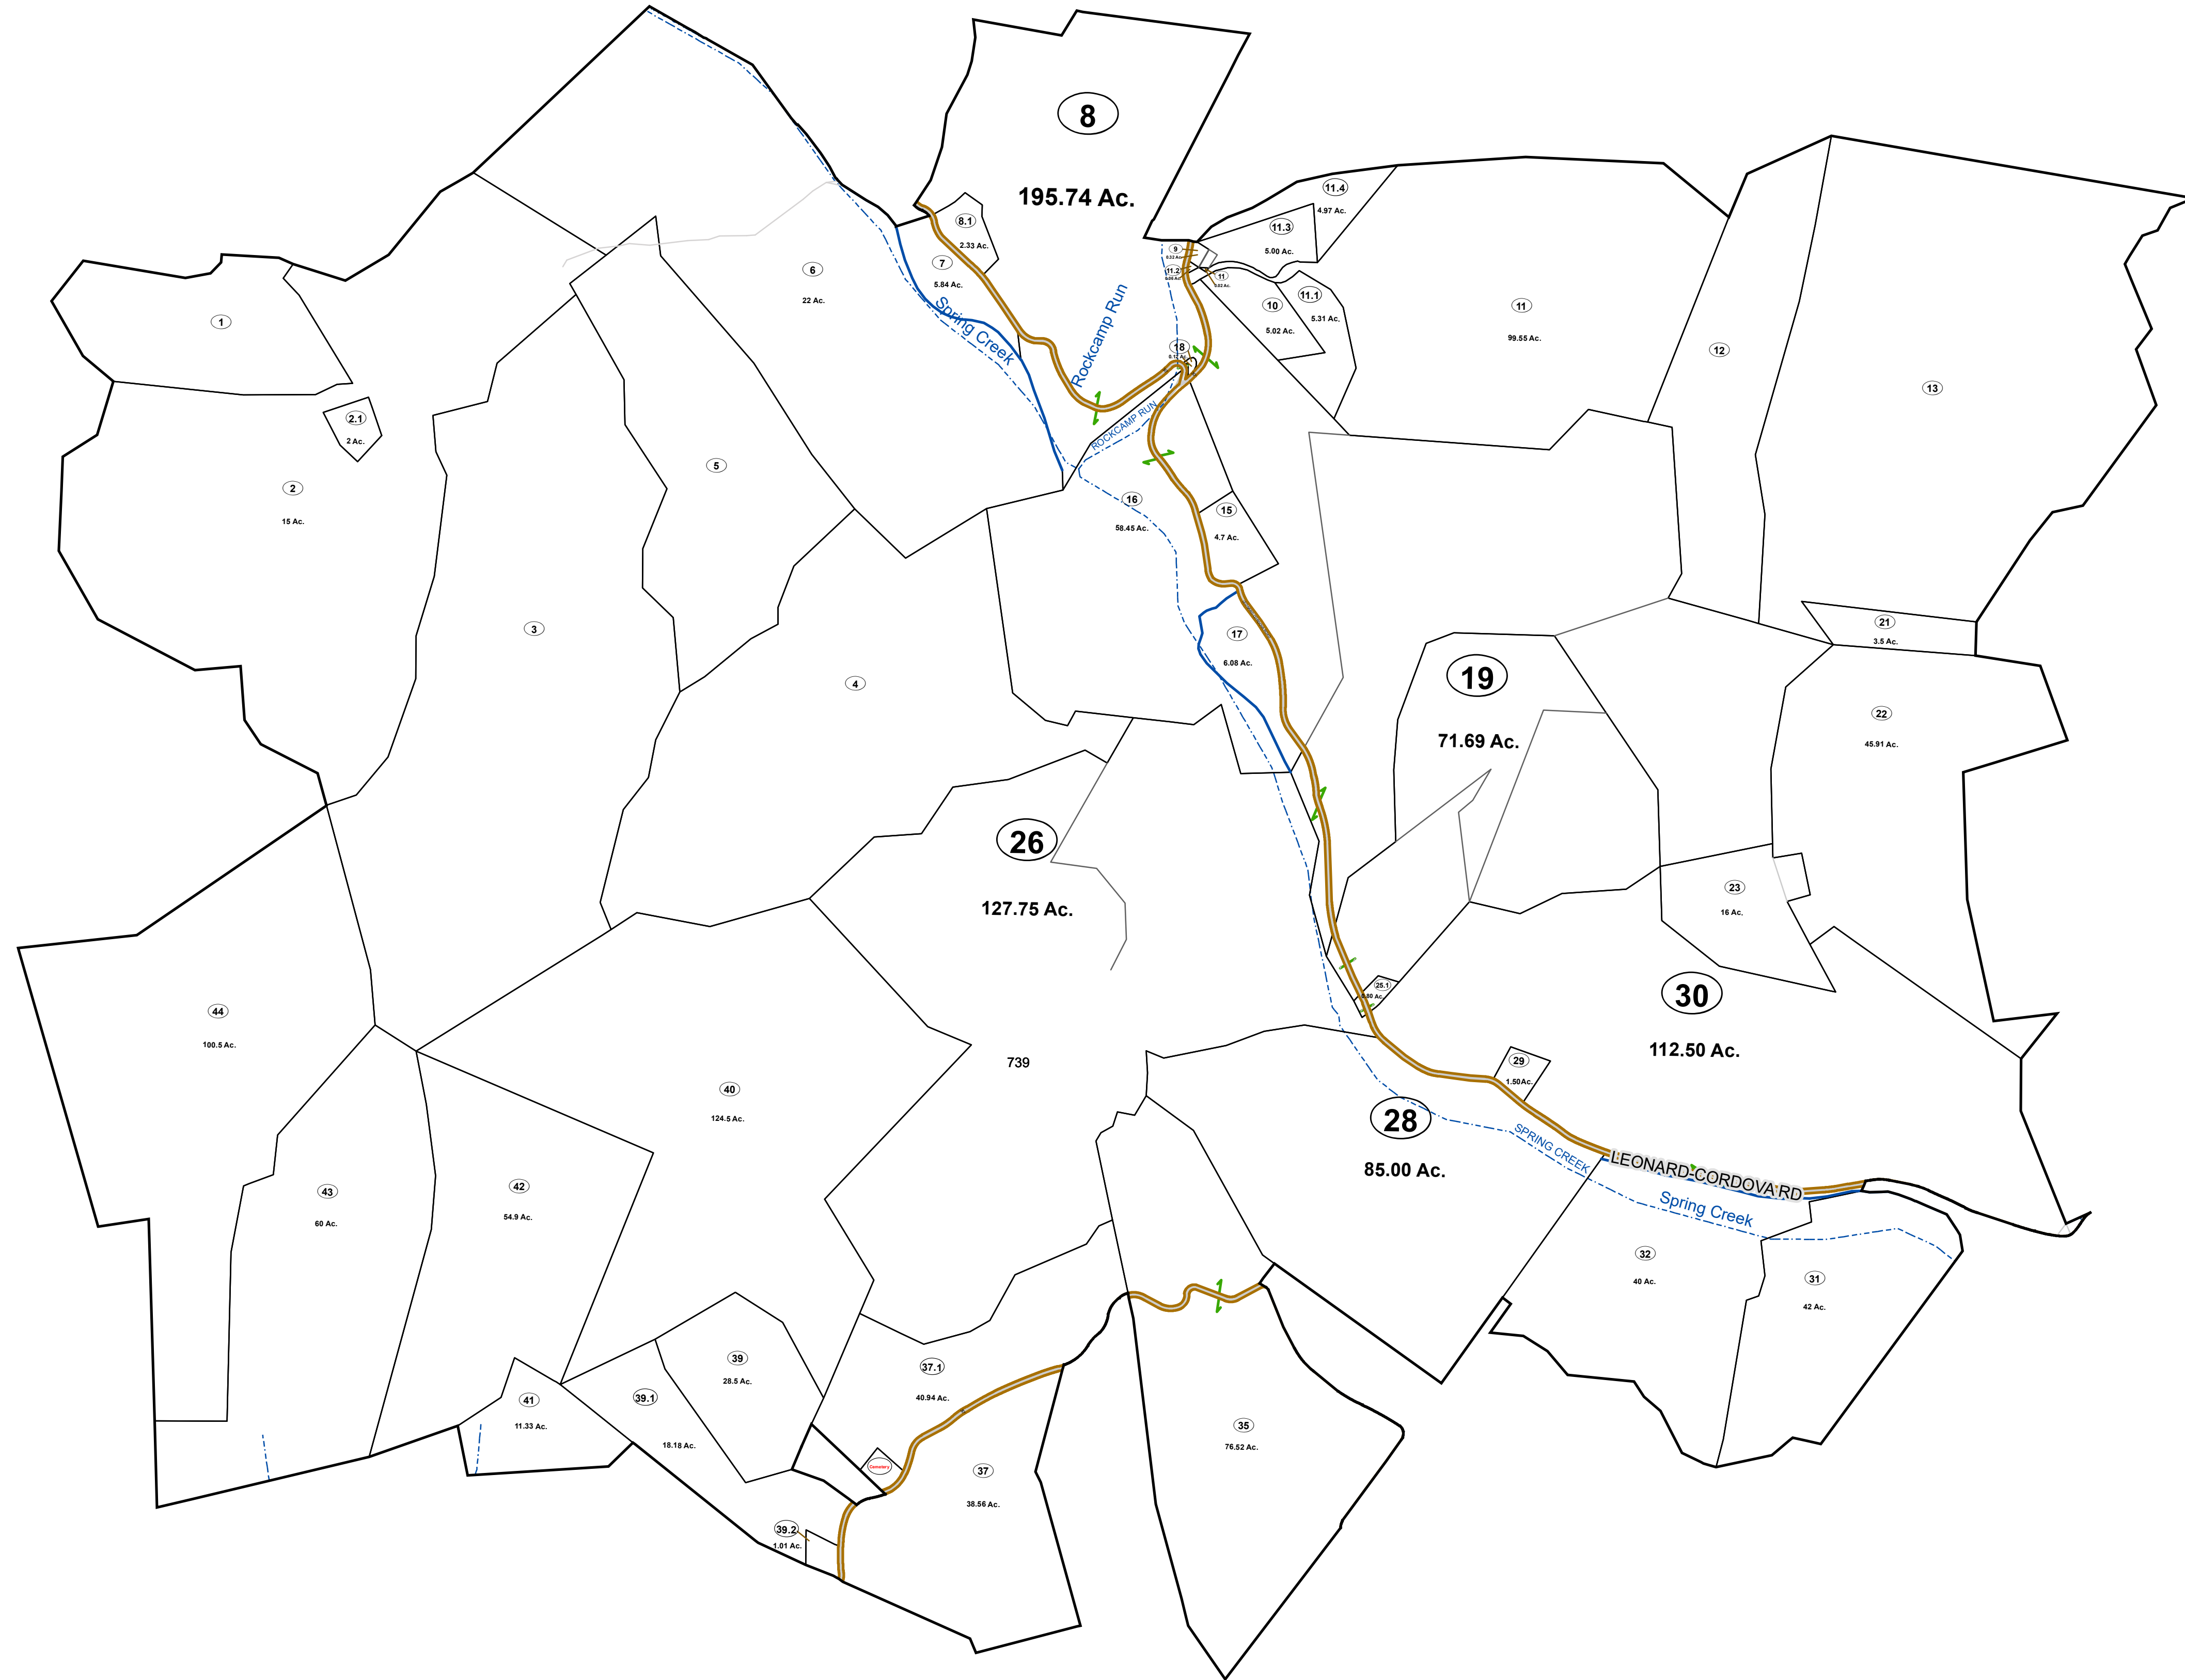 8
195.74 Ac.
8.1
2.33 Ac.
7
5.84 Ac.
6
22 Ac.
Spring Creek
Rockcamp Run
11.4
4.97 Ac.
11.3
5.00 Ac.
9
0.32 Ac.
11.2
11
11.1
5.31 Ac.
10
5.02 Ac.
11
99.55 Ac.
12
13
1
2.1
2 Ac.
2
15 Ac.
5
3
4
18
ROCKCAMP RUN
16
58.45 Ac.
15
4.7 Ac.
17
6.08 Ac.
19
71.69 Ac.
21
3.5 Ac.
22
45.91 Ac.
23
16 Ac.
26
127.75 Ac.
25.1
30
112.50 Ac.
44
100.5 Ac.
739
40
124.5 Ac.
29
1.50Ac.
28
85.00 Ac.
SPRING CREEK
LEONARD-CORDOVA RD
Spring Creek
43
60 Ac.
42
54.9 Ac.
32
40 Ac.
31
42 Ac.
39
28.5 Ac.
37.1
40.94 Ac.
41
11.33 Ac.
39.1
18.18 Ac.
35
76.52 Ac.
Cemetery
37
38.56 Ac.
39.2
1.01 Ac.